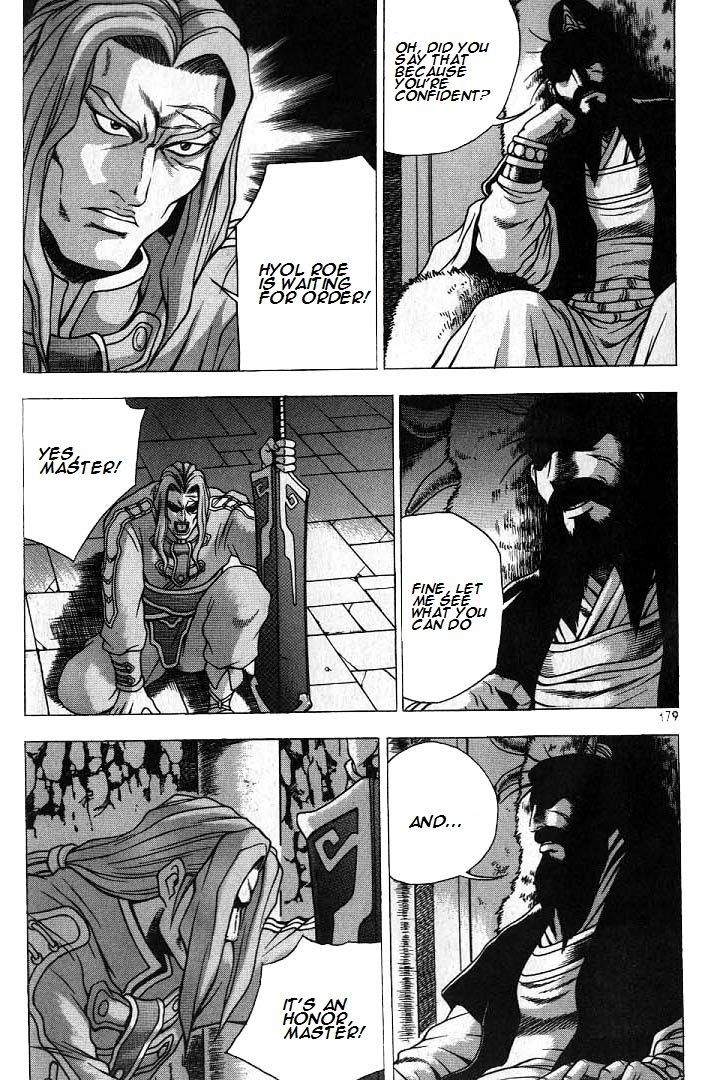 HYOL ROE
IS WAITING
FOR ORDER!
OH, DID YOU
SAY THAT
BECAUSE
YOU'RE
CONFIDENT?
YES,
MASTER!
FINE, LET
ME SEE
WHAT YOU
CAN DO
179
IT'S AN
HONOR,
MASTER!
AND...